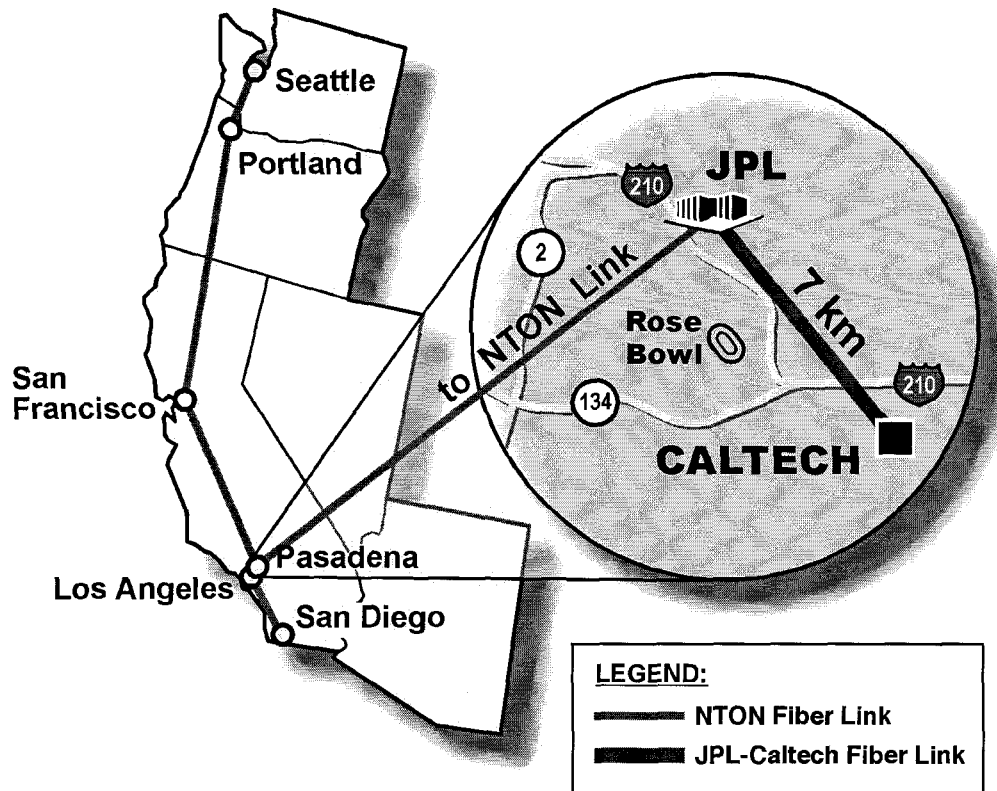 Seattle
Portland
San
Francisco
Pasadena
Los Angeles
San Diego
JPL
210
2
to NTON Link
7 km
Rose
Bowl
210
134
CALTECH
LEGEND:
NTON Fiber Link
JPL-Caltech Fiber Link